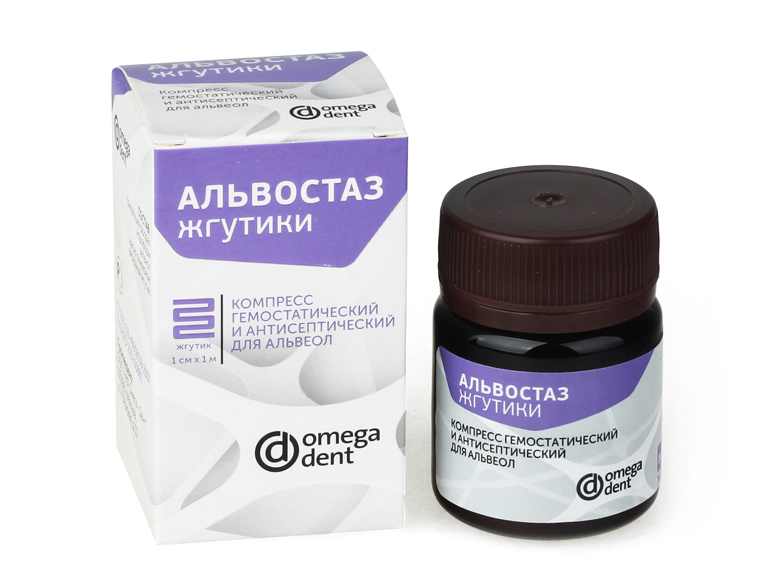 АЛЬВОСТАЗ
ЖГУТИКИ
Компресс
гемостатический
и антисептический
для альвеол
omega
dent
АЛЬВОСТАЗ
ЖГУТИКИ
жгутик
1 см х 1 м
КОМПРЕСС
ГЕМОСТАТИЧЕСКИЙ
И АНТИСЕПТИЧЕСКИЙ
ДЛЯ АЛЬВЕОЛ
omega
dent
АЛЬВОСТАЗ
ЖГУТИКИ
КОМПРЕСС ГЕМОСТАТИЧЕСКИЙ
И АНТИСЕПТИЧЕСКИЙ
ДЛЯ АЛЬВЕОЛ
omega
dent